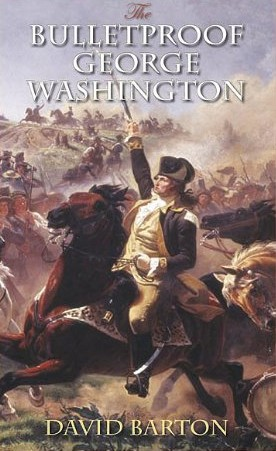 The
BULLETPROOF
GEORGE
WASHINGTON
DAVID BARTON